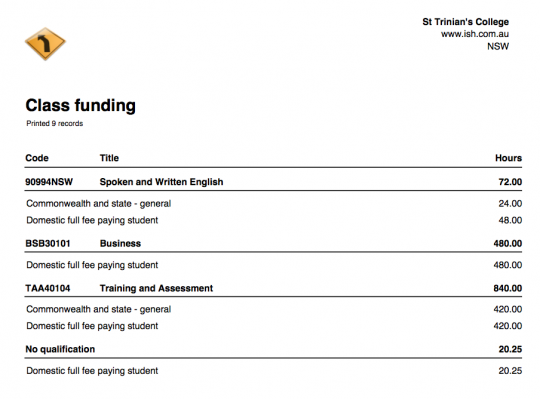 St Trinian's College
www.ish.com.au
NSW
Class funding
Printed 9 records
Code Title Hours
90994NSW Spoken and Written English 72.00
Commonwealth and state - general 24.00
Domestic full fee paying student 48.00
BSB30101 Business 480.00
Domestic full fee paying student 480.00
TAA40104 Training and Assessment 840.00
Commonwealth and state - general 420.00
Domestic full fee paying student 420.00
No qualification 20.25
Domestic full fee paying student 20.25